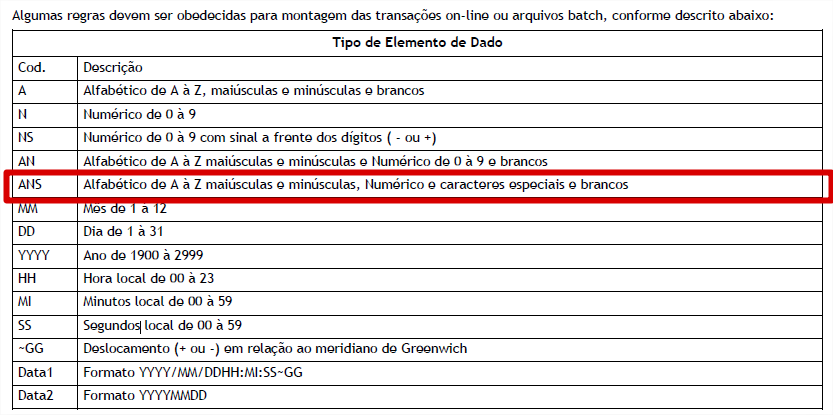 Algumas regras devem ser obedecidas para montagem das transações on-line ou arquivos batch, conforme descrito abaixo:
Tipo de Elemento de Dado
Cod. Descrição
A Alfabético de A à Z, maiúsculas e minúsculas e brancos
N Numérico de 0 à 9
NS Numérico de 0 à 9 com sinal a frente dos dígitos ( - ou +)
AN Alfabético de A à Z maiúsculas e minúsculas e Numérico de 0 à 9 e brancos
ANS Alfabético de A à Z maiúsculas e minúsculas, Numérico e caracteres especiais e brancos
MM Mês de 1 à 12
DD Dia de 1 à 31
YYYY Ano de 1900 à 2999
HH Hora local de 00 à 23
MI Minutos local de 00 à 59
SS Segundos local de 00 à 59
~GG Deslocamento (+ ou -) em relação ao meridiano de Greenwich
Data1 Formato YYYY/MM/DDHH:MI:SS~GG
Data2 Formato YYYYMMDD